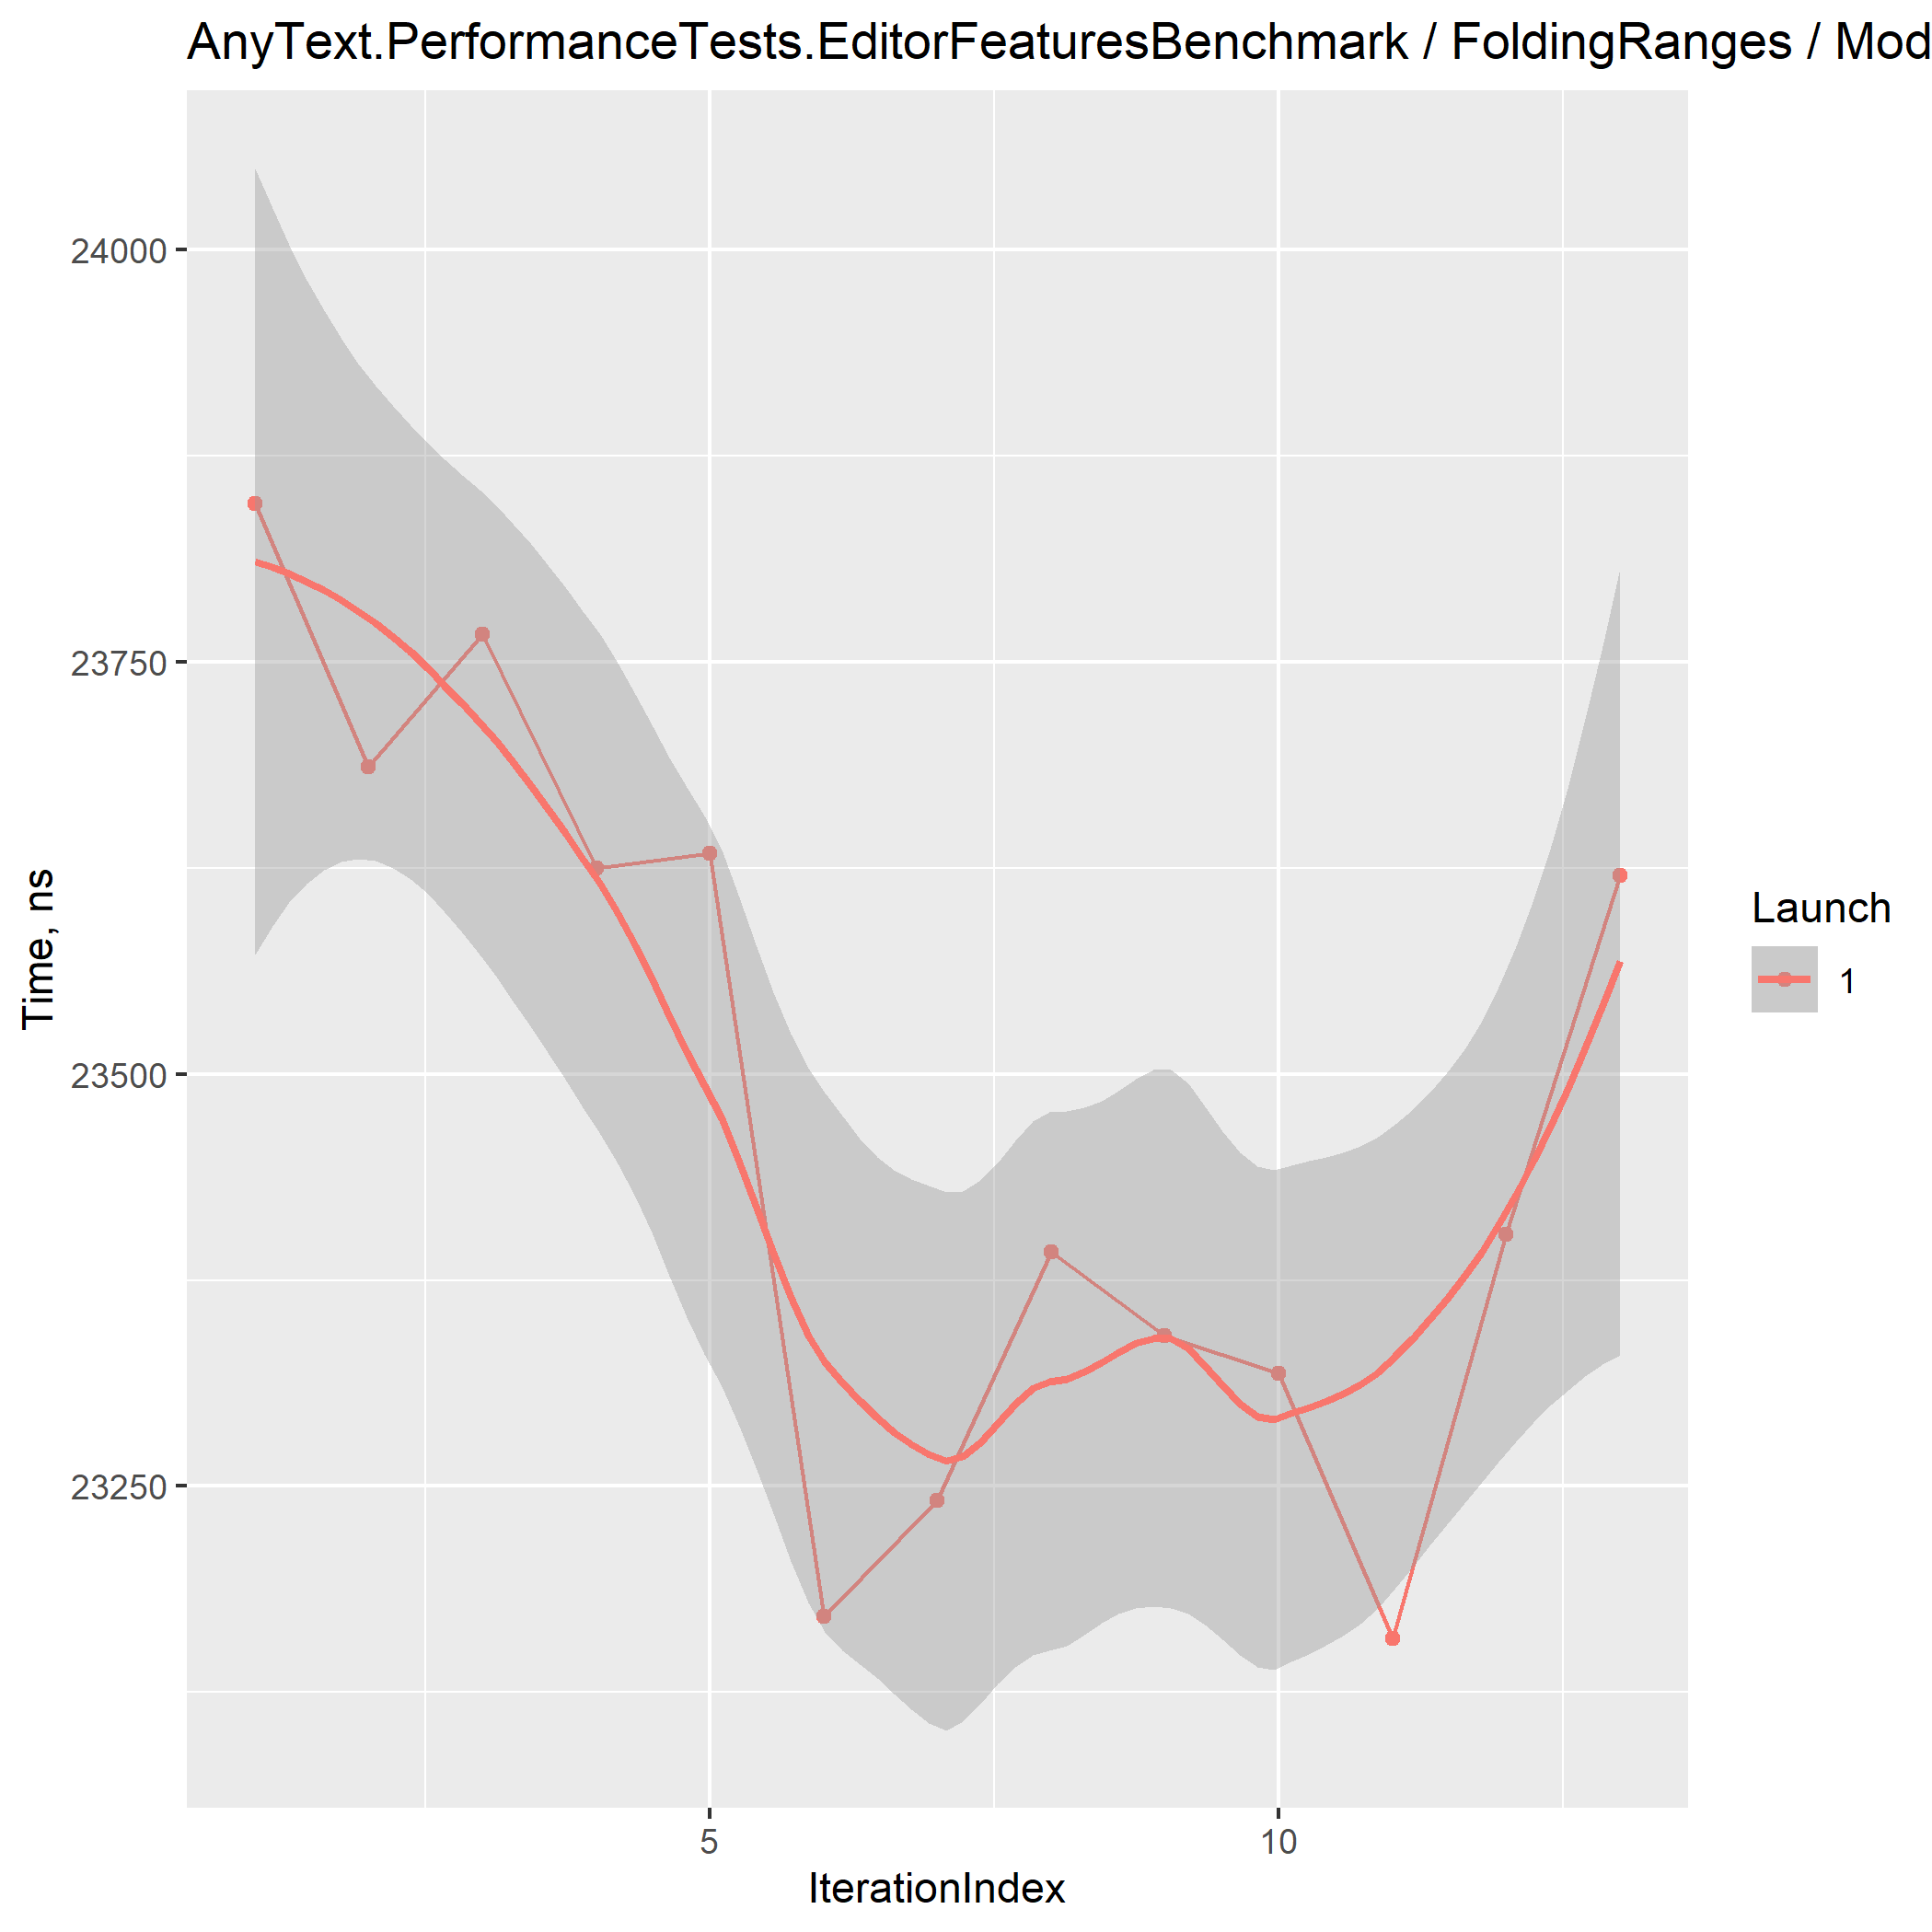 AnyText.PerformanceTests.EditorFeaturesBenchmark / FoldingRanges / Mod
24000
23750
23500
23250
Time, ns
5
10
IterationIndex
Launch
1